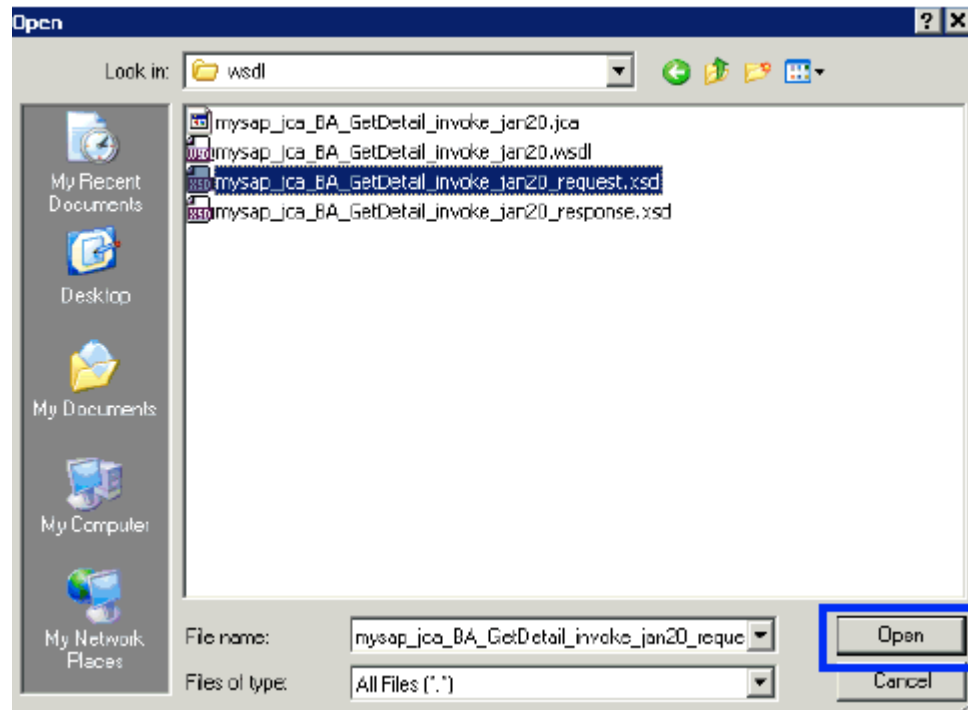 Open
Look in:
wsdl
mysap_jca_BA_GetDetail_invoke_jan20.jca
mysap_jca_BA_GetDetail_invoke_jan20.wsdl
mysap_jca_BA_GetDetail_invoke_jan20_request.xsd
mysap_jca_BA_GetDetail_invoke_jan20_response.xsd
My Recent
Documents
Desktop
My Documents
My Computer
My Network
Places
File name:
mysap_jca_BA_GetDetail_invoke_jan20_reque
Open
Files of type:
All Files (*.*)
Cancel